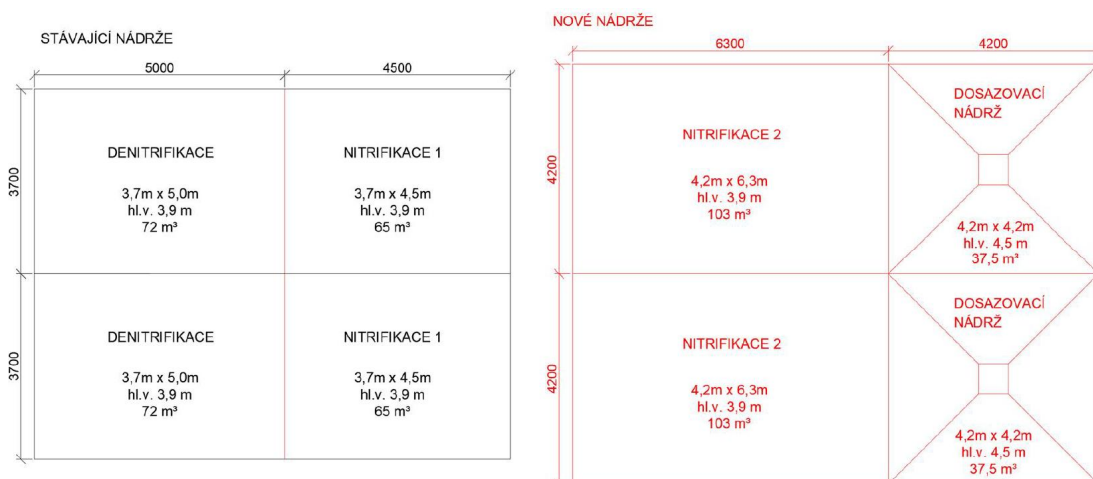 STÁVAJÍCÍ NÁDRŽE
5000
4500
3700
DENITRIFIKACE
3,7m x 5,0m
hl.v. 3,9 m
72 m³
NITRIFIKACE 1
3,7m x 4,5m
hl.v. 3,9 m
65 m³
3700
DENITRIFIKACE
3,7m x 5,0m
hl.v. 3,9 m
72 m³
NITRIFIKACE 1
3,7m x 4,5m
hl.v. 3,9 m
65 m³
NOVÉ NÁDRŽE
6300
4200
4200
NITRIFIKACE 2
4,2m x 6,3m
hl.v. 3,9 m
103 m³
DOSAZOVACÍ
NÁDRŽ
4,2m x 4,2m
hl.v. 4,5 m
37,5 m³
4200
NITRIFIKACE 2
4,2m x 6,3m
hl.v. 3,9 m
103 m³
DOSAZOVACÍ
NÁDRŽ
4,2m x 4,2m
hl.v. 4,5 m
37,5 m³